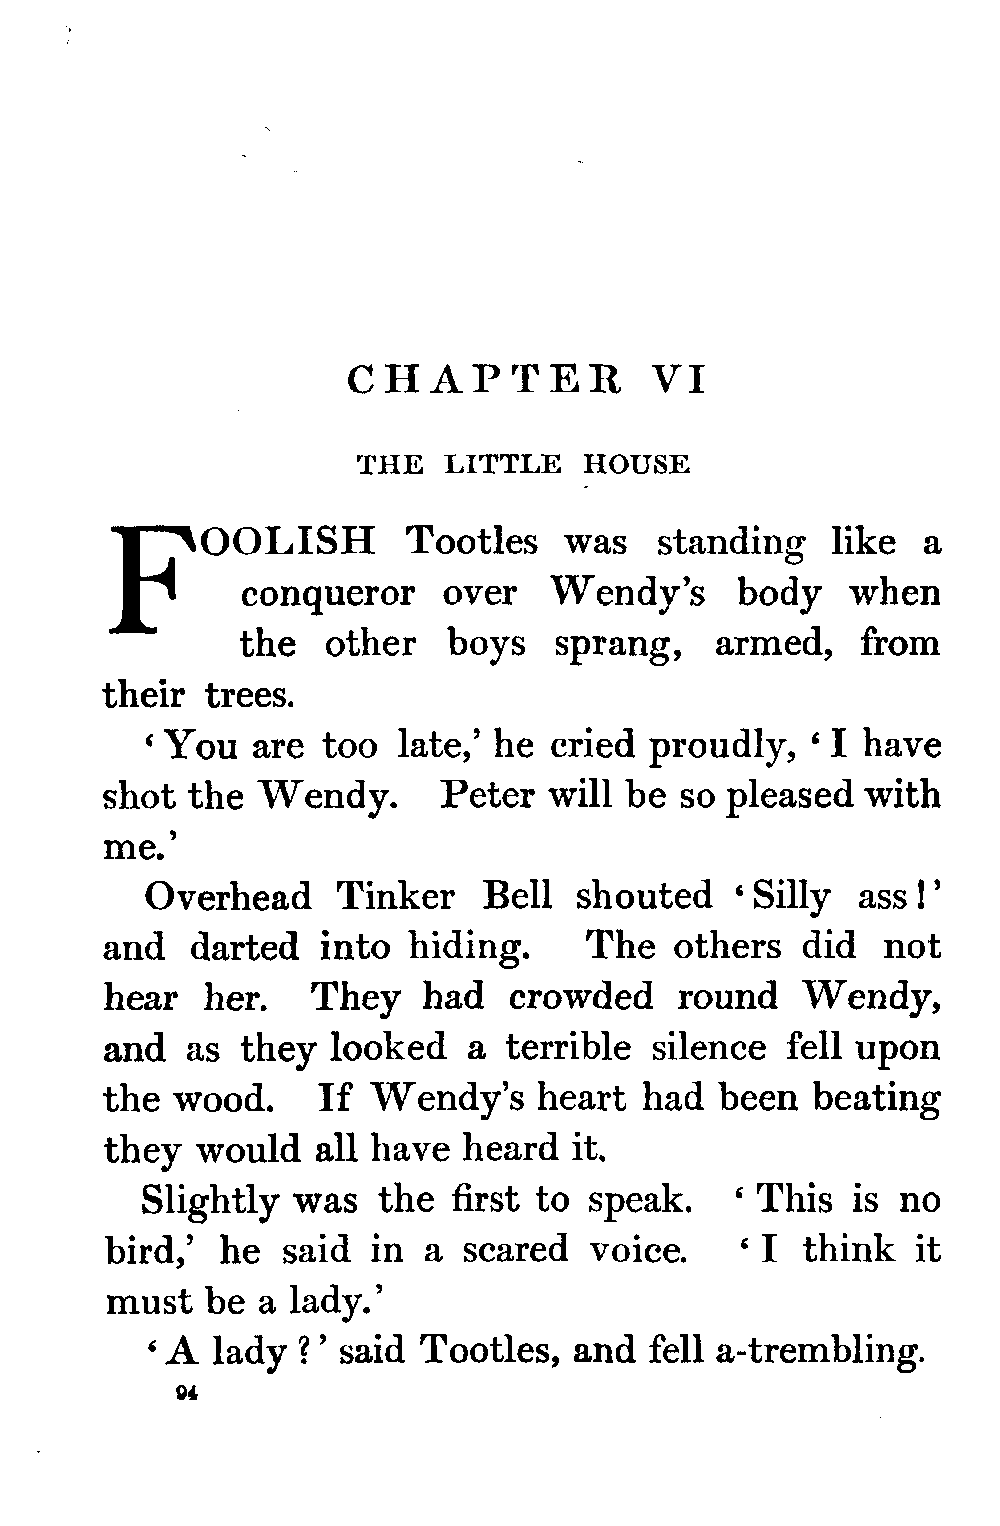 CHAPTER VI
THE LITTLE HOUSE
FOOLISH Tootles was standing like a
conqueror over Wendy's body when
the other boys sprang, armed, from
their trees.
‘You are too late,’ he cried proudly, ‘I have
shot the Wendy. Peter will be so pleased with
me.’
Overhead Tinker Bell shouted ‘Silly ass!’
and darted into hiding. The others did not
hear her. They had crowded round Wendy,
and as they looked a terrible silence fell upon
the wood. If Wendy's heart had been beating
they would all have heard it.
Slightly was the first to speak. ‘This is no
bird,’ he said in a scared voice. ‘I think it
must be a lady.’
‘A lady?’ said Tootles, and fell a-trembling.
94